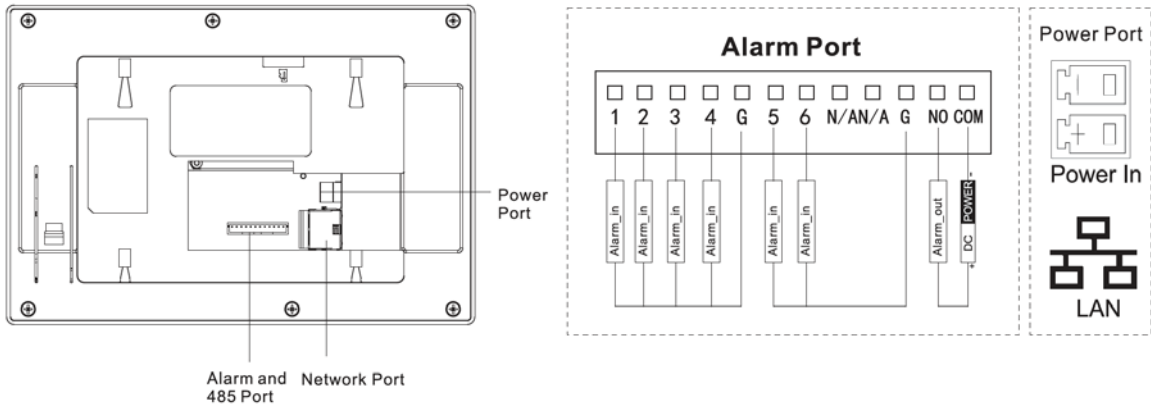 Power
Port
Alarm and
485 Port
Network Port
Alarm Port
1 2 3 4 G 5 6 N/AN/A G NO COM
Alarm_in
Alarm_in
Alarm_in
Alarm_in
Alarm_in
Alarm_in
Alarm_out
+ DC POWER -
Power Port
-
+
Power In
LAN